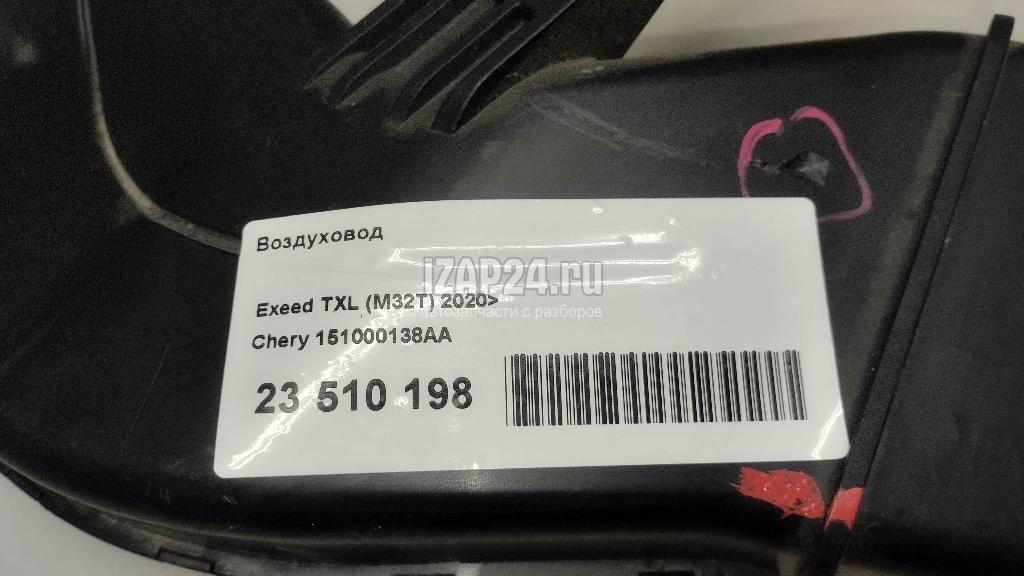 Воздуховод
IZAP24.ru
Exeed TXL (M32T) 2020>
автозапчасти с разборов
Chery 151000138AA
23 510 198